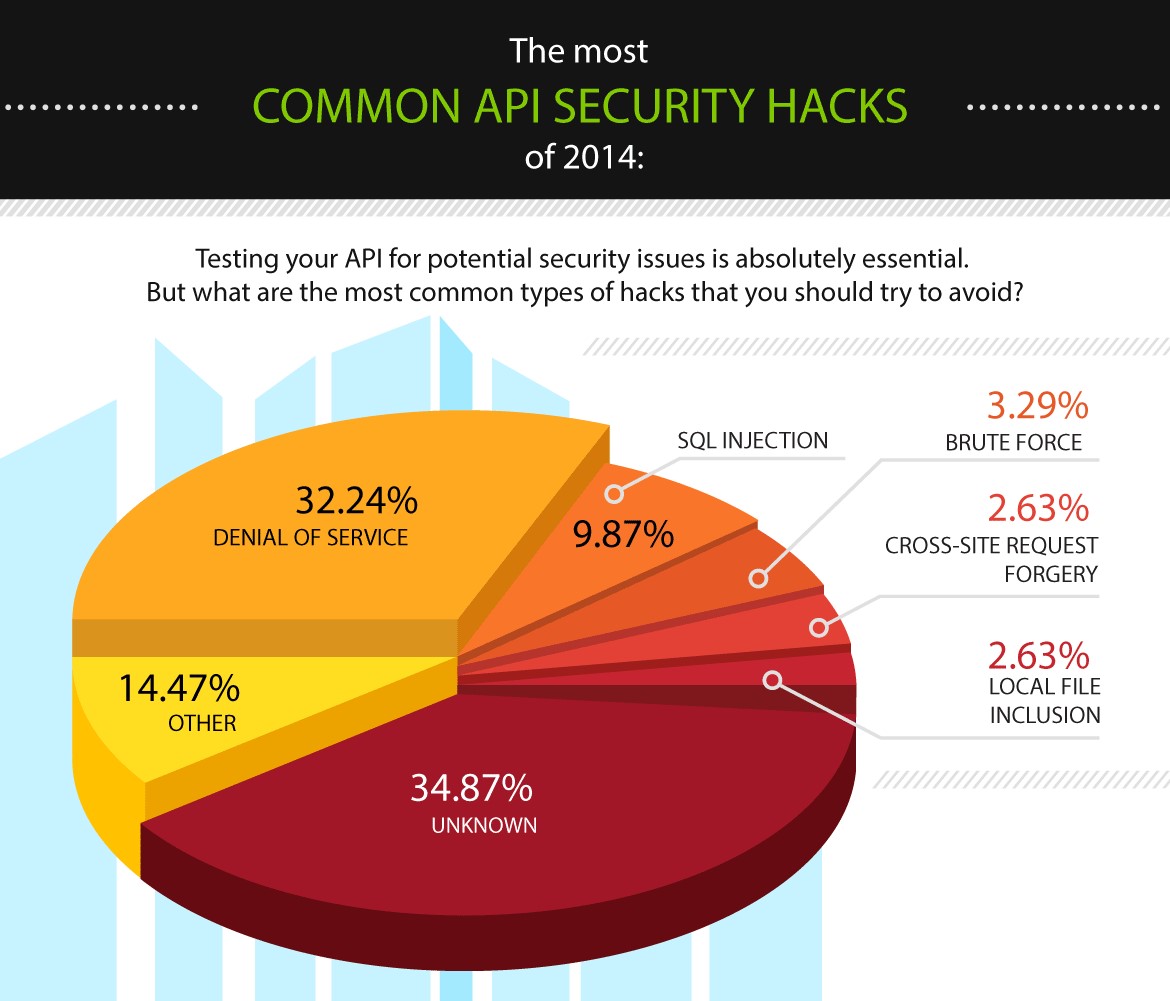 The most
COMMON API SECURITY HACKS
of 2014:
Testing your API for potential security issues is absolutely essential.
But what are the most common types of hacks that you should try to avoid?
32.24%
DENIAL OF SERVICE
SQL INJECTION
9.87%
3.29%
BRUTE FORCE
2.63%
CROSS-SITE REQUEST
FORGERY
2.63%
LOCAL FILE
INCLUSION
14.47%
OTHER
34.87%
UNKNOWN